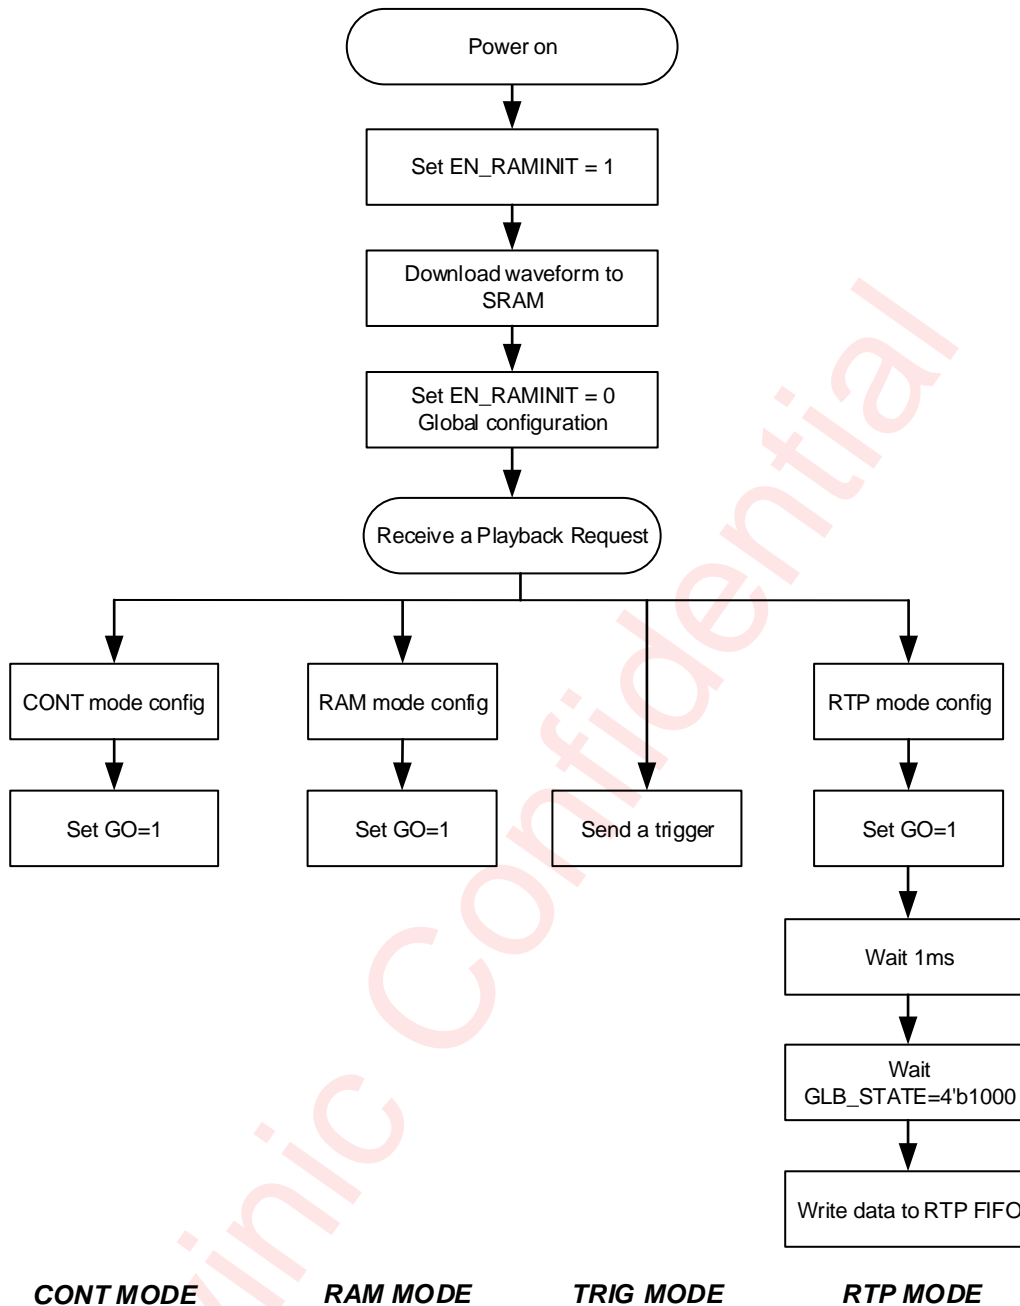 Power on
Set EN_RAMINIT = 1
Download waveform to
SRAM
Set EN_RAMINIT = 0
Global configuration
Receive a Playback Request
CONT mode config
RAM mode config
RTP mode config
Set GO=1
Set GO=1
Send a trigger
Set GO=1
Wait 1ms
Wait
GLB_STATE=4'b1000
Write data to RTP FIFO
CONT MODE
RAM MODE
TRIG MODE
RTP MODE
Confidential